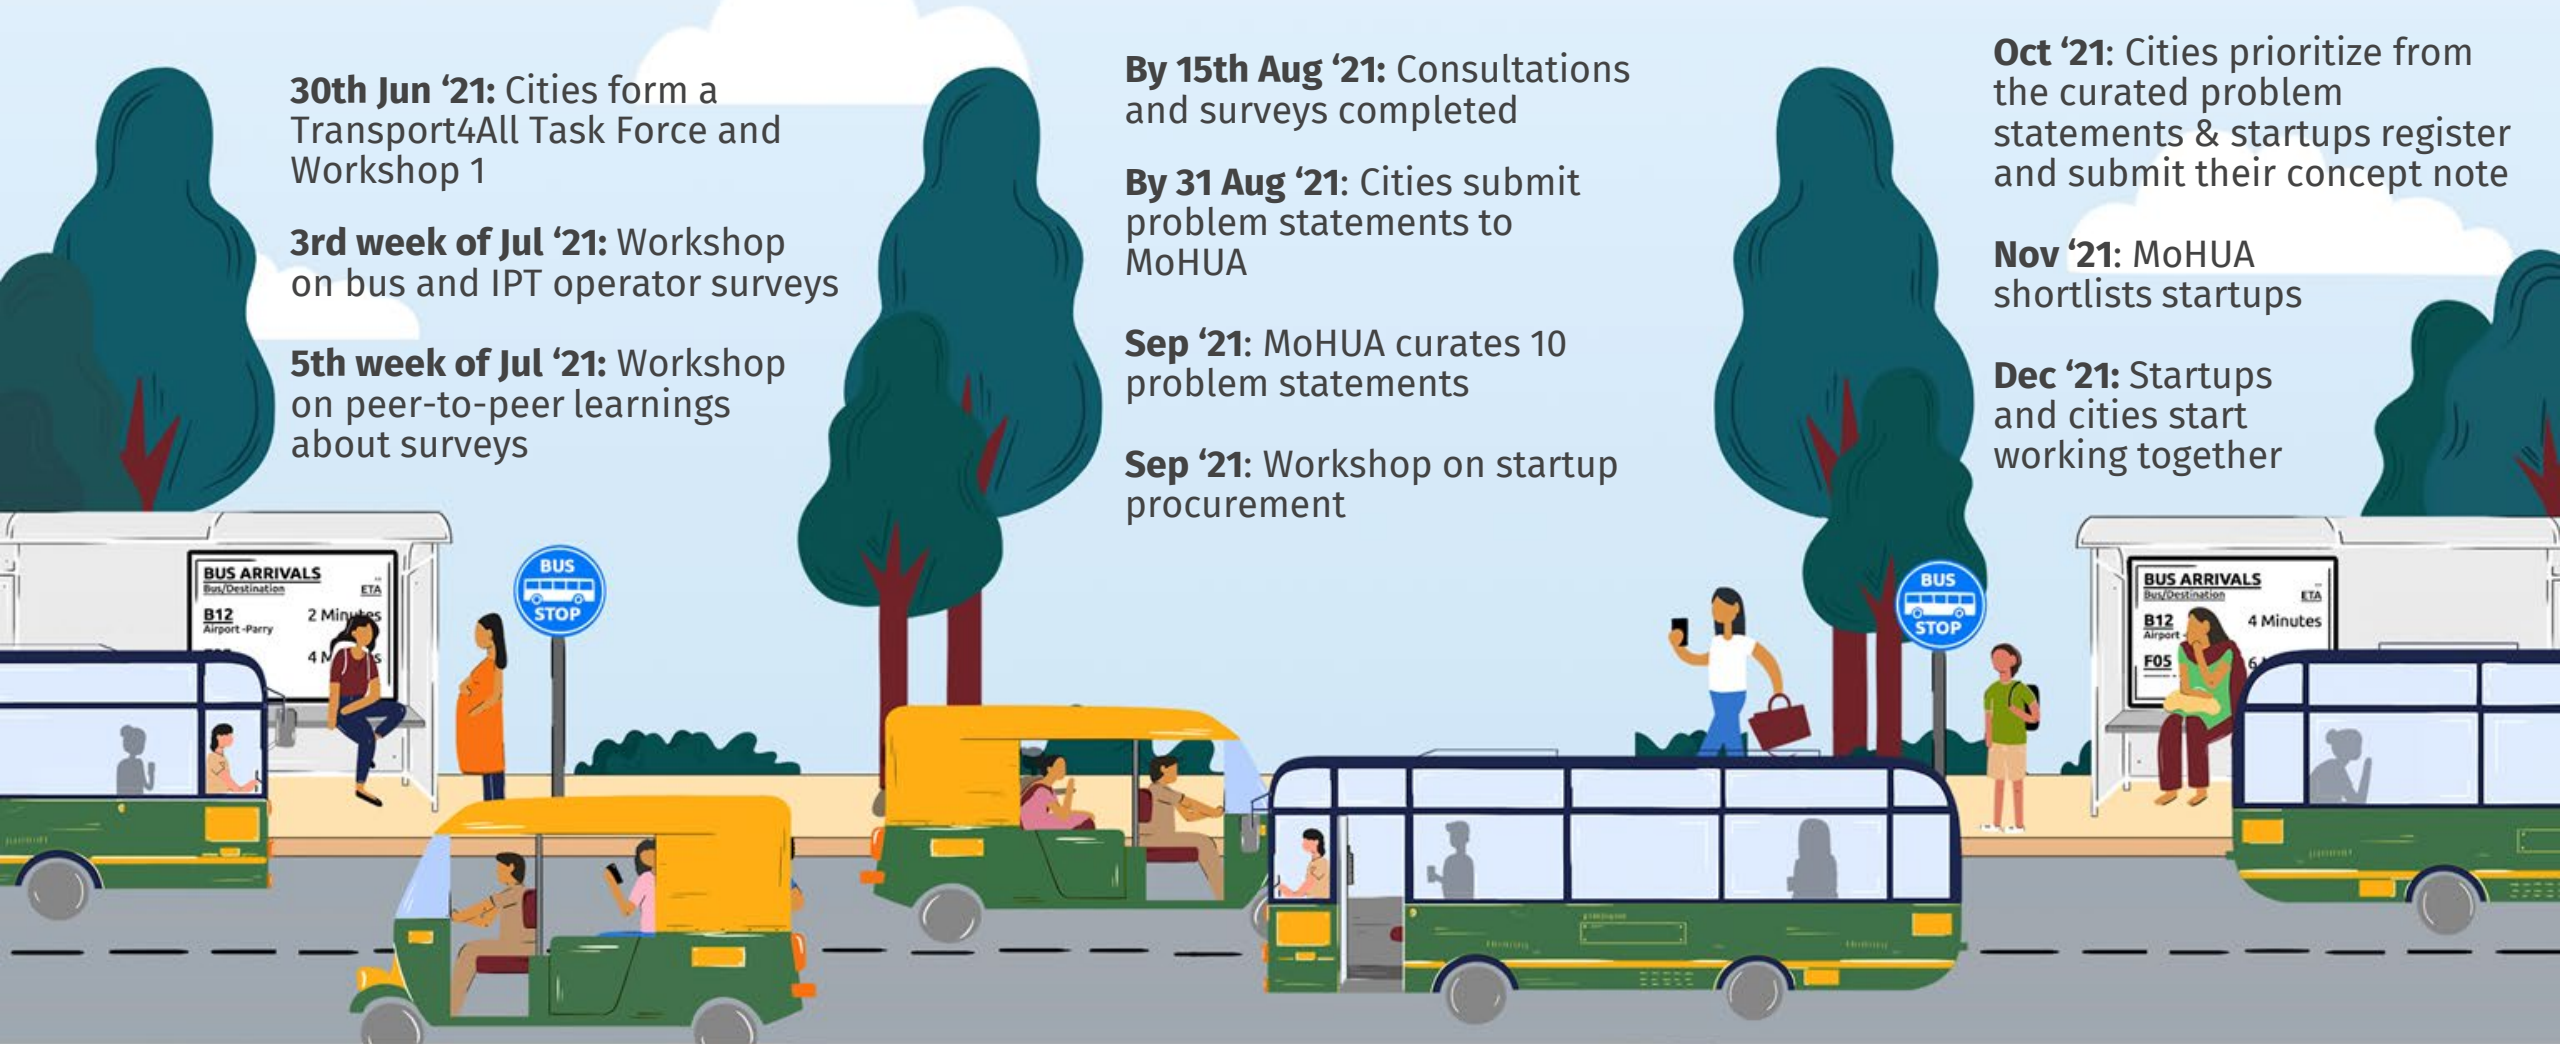 30th Jun ‘21: Cities form a
Transport4All Task Force and
Workshop 1
3rd week of Jul ‘21: Workshop
on bus and IPT operator surveys
5th week of Jul ‘21: Workshop
on peer-to-peer learnings
about surveys
By 15th Aug ‘21: Consultations
and surveys completed
By 31 Aug ‘21: Cities submit
problem statements to
MoHUA
Sep ‘21: MoHUA curates 10
problem statements
Sep ‘21: Workshop on startup
procurement
Oct ‘21: Cities prioritize from
the curated problem
statements & startups register
and submit their concept note
Nov ‘21: MoHUA
shortlists startups
Dec ‘21: Startups
and cities start
working together
BUS ARRIVALS
Bus/Destination ETA
B12 2 Minutes
Airport -Parry
4
BUS
STOP
BUS
STOP
BUS ARRIVALS
Bus/Destination ETA
B12 4 Minutes
Airport
F05 6